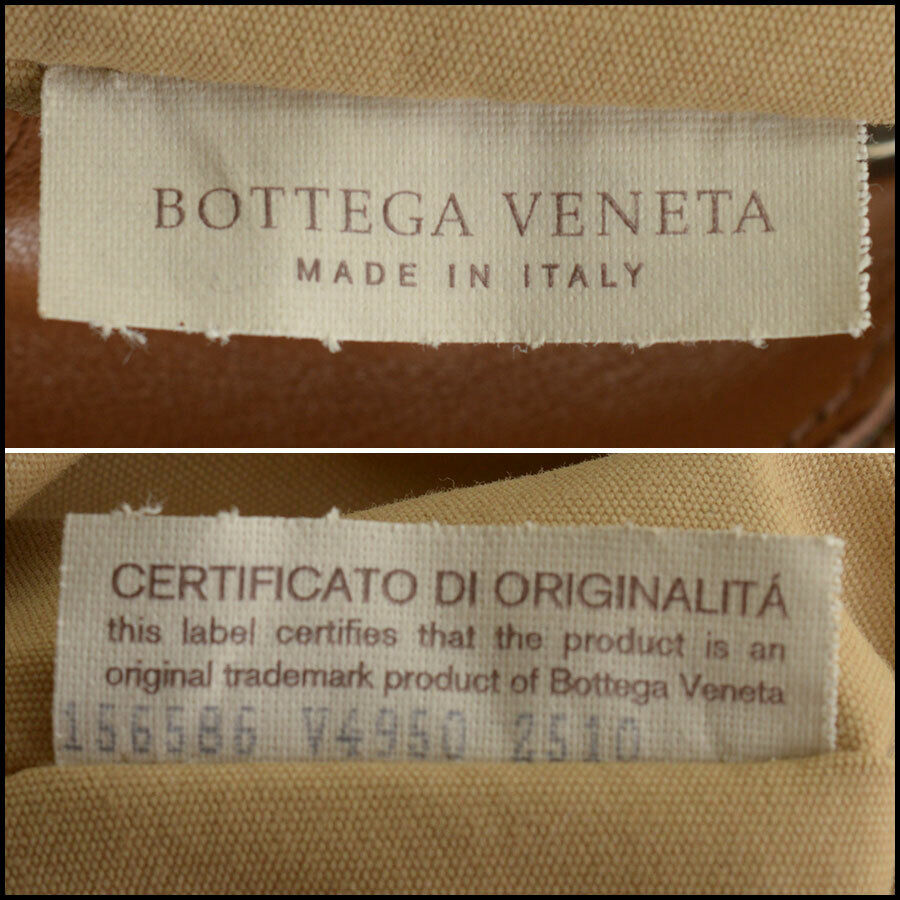 BOTTEGA VENETA
MADE IN ITALY
CERTIFICATO DI ORIGINALITÁ
this label certifies that the product is an
original trademark product of Bottega Veneta
156586 V4950 2510